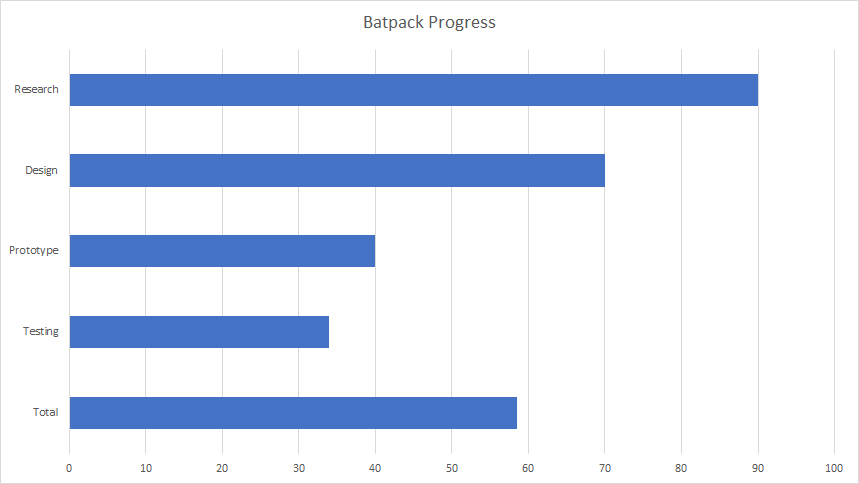 Batpack Progress
Research
Design
Prototype
Testing
Total
0 10 20 30 40 50 60 70 80 90 100